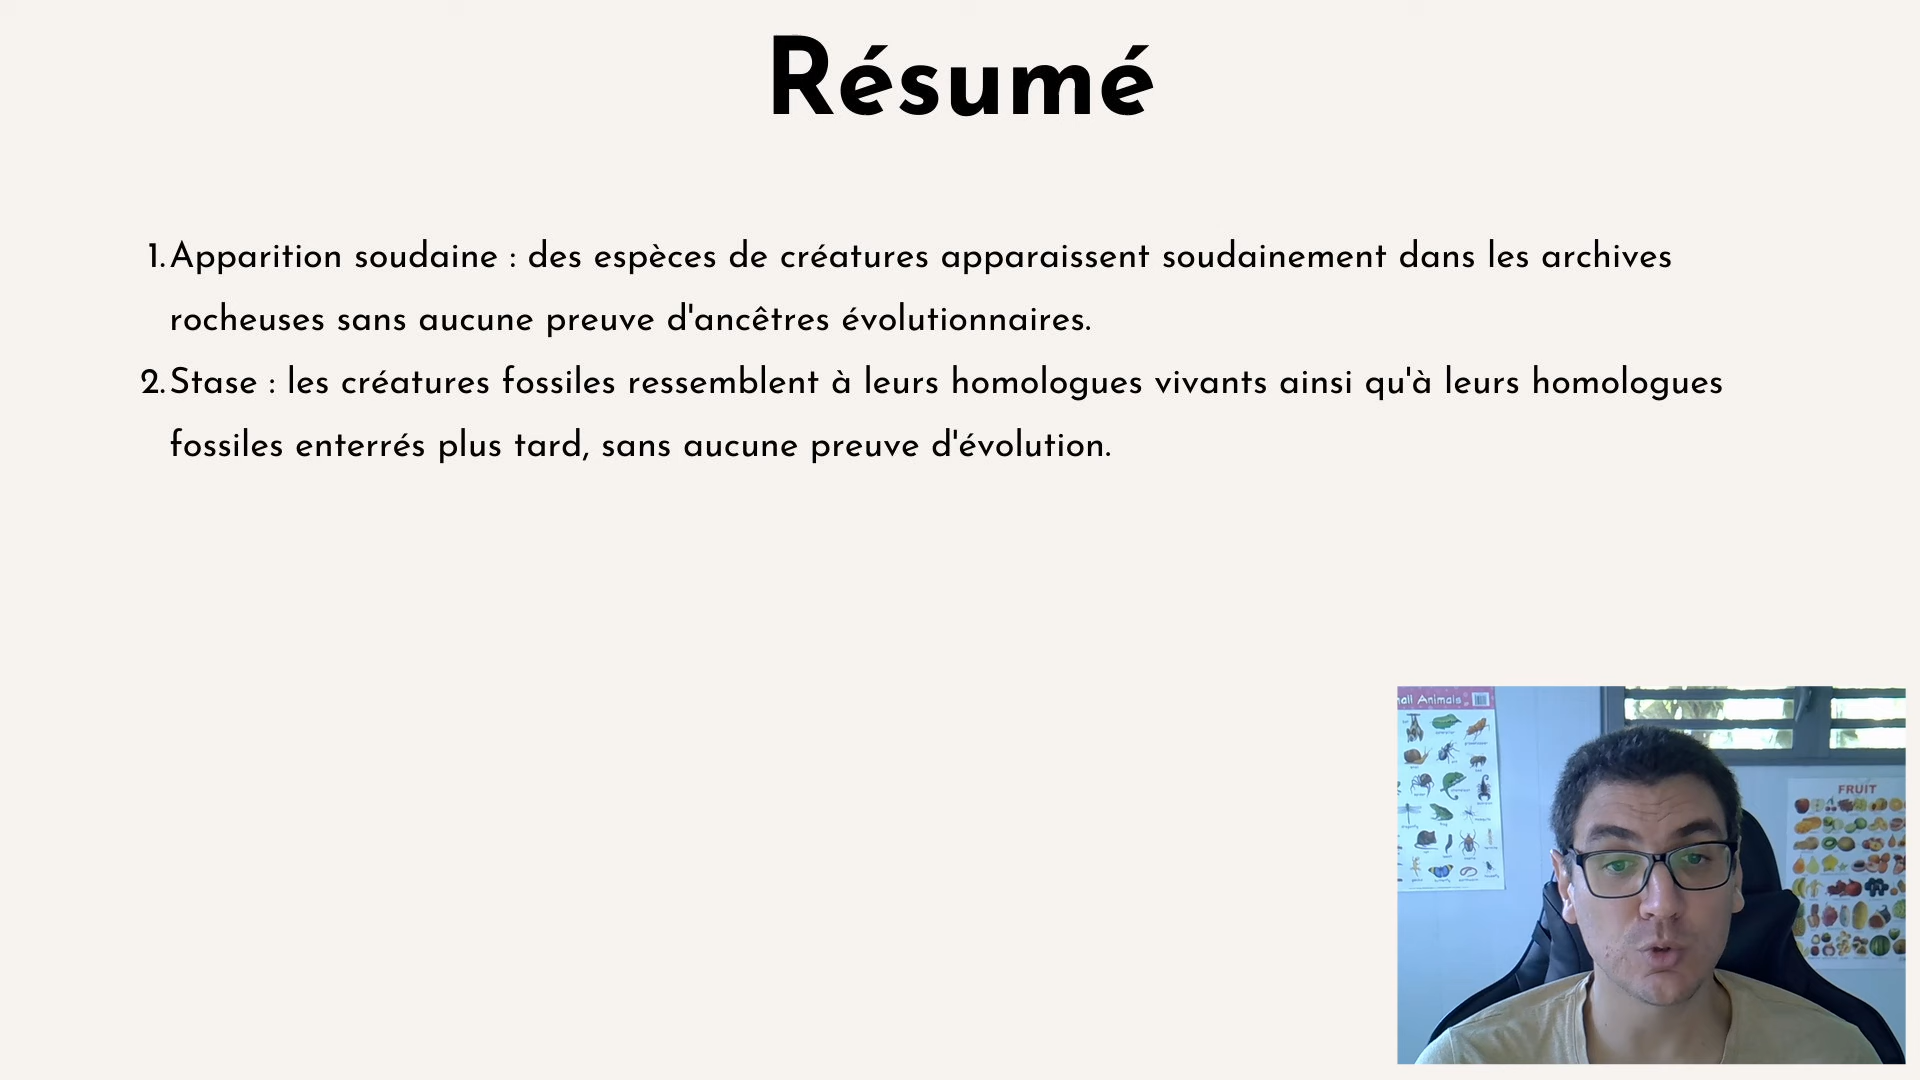 Résumé
1. Apparition soudaine : des espèces de créatures apparaissent soudainement dans les archives
rocheuses sans aucune preuve d'ancêtres évolutionnaires.
2. Stase : les créatures fossiles ressemblent à leurs homologues vivants ainsi qu'à leurs homologues
fossiles enterrés plus tard, sans aucune preuve d'évolution.
Animals
FRUIT